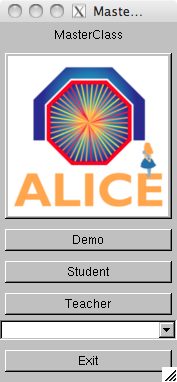 Maste...
MasterClass
ALICE
Demo
Student
Teacher
Exit